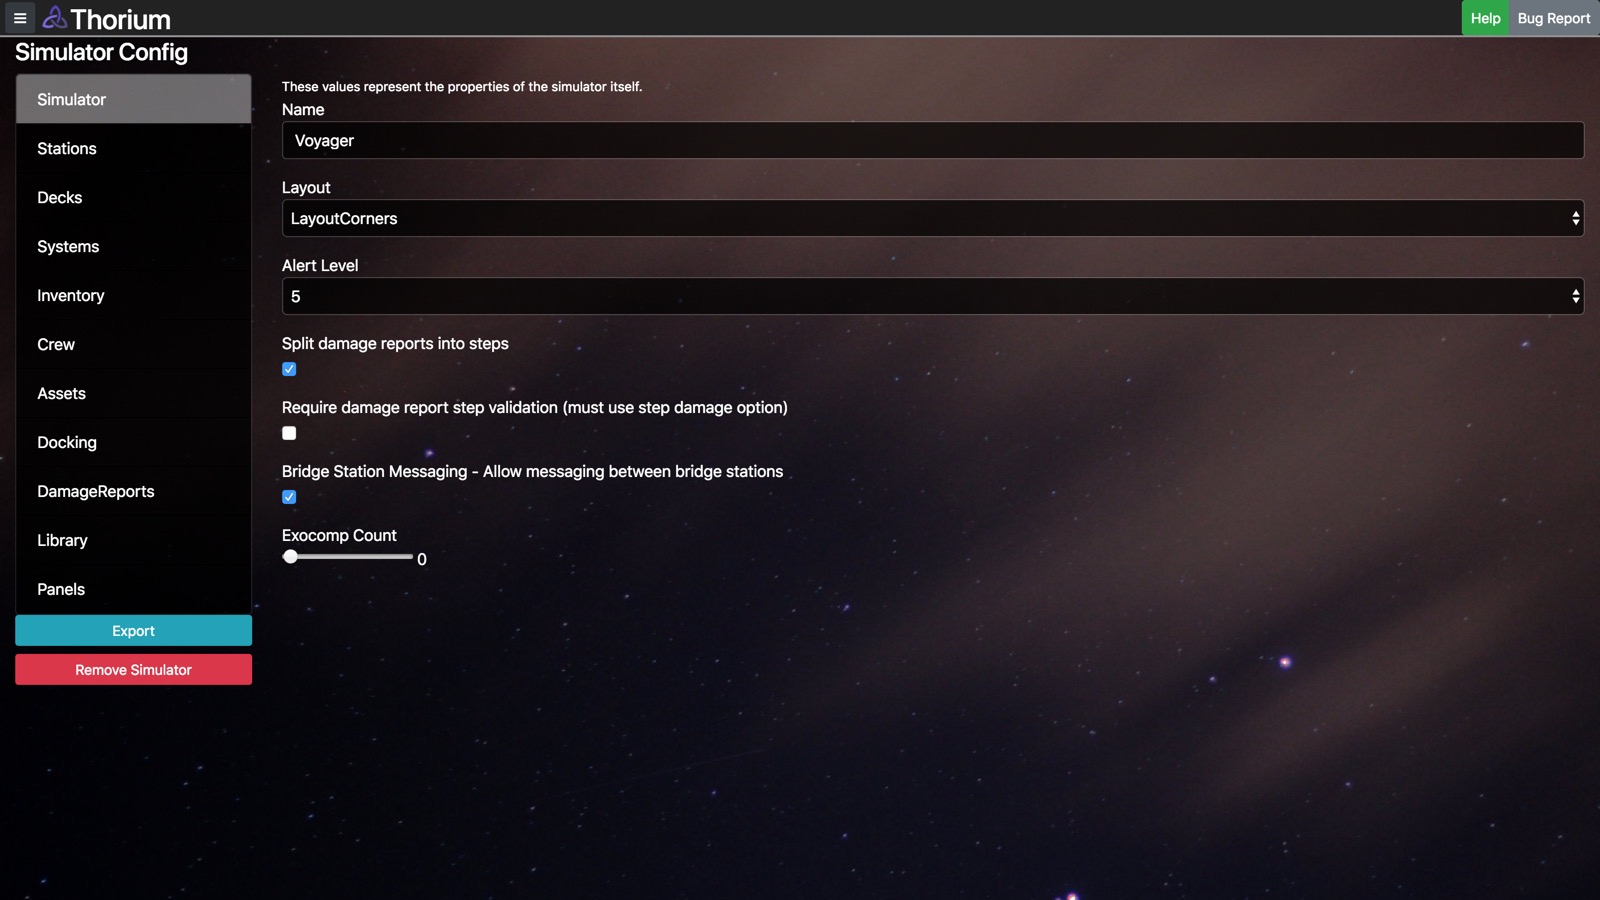 Thorium
Help
Bug Report
Simulator Config
Simulator
Stations
Decks
Systems
Inventory
Crew
Assets
Docking
DamageReports
Library
Panels
Export
Remove Simulator
These values represent the properties of the simulator itself.
Name
Voyager
Layout
LayoutCorners
Alert Level
5
Split damage reports into steps
Require damage report step validation (must use step damage option)
Bridge Station Messaging - Allow messaging between bridge stations
Exocomp Count
0